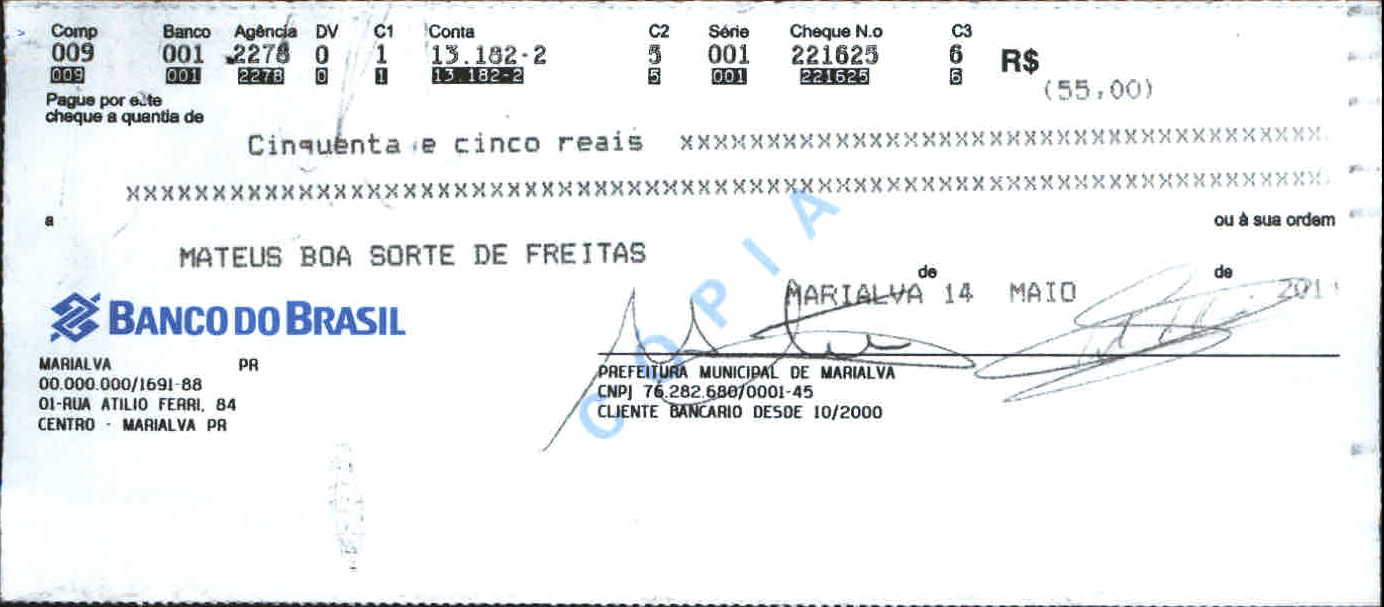 Comp Banco Agência DV C1 Conta C2 Série Cheque N.o C3
009 001 2278 0 1 13.182-2 5 001 221625 6 R$
009 001 2278 0 1 13.182-2 5 001 221625 6
(55,00)
Pague por este
cheque a quantia de
Cinquenta e cinco reais xxxxxxxxxxxxxxxxxxxxxxxxxxxxxxxxxxxxxx
xxxxxxxxxxxxxxxxxxxxxxxxxxxxxxxxxxxxxxxxxxxxxxxxxxxxxxxxxxxxxxxxxxxxx
a ou à sua ordem
MATEUS BOA SORTE DE FREITAS
de de
MARIALVA 14 MAIO
BANCO DO BRASIL
COPIA
MARIALVA PR
00.000.000/1691-88
01-RUA ATILIO FERRI, 84
CENTRO - MARIALVA PR
PREFEITURA MUNICIPAL DE MARIALVA
CNPJ 76.282.680/0001-45
CLIENTE BANCARIO DESDE 10/2000